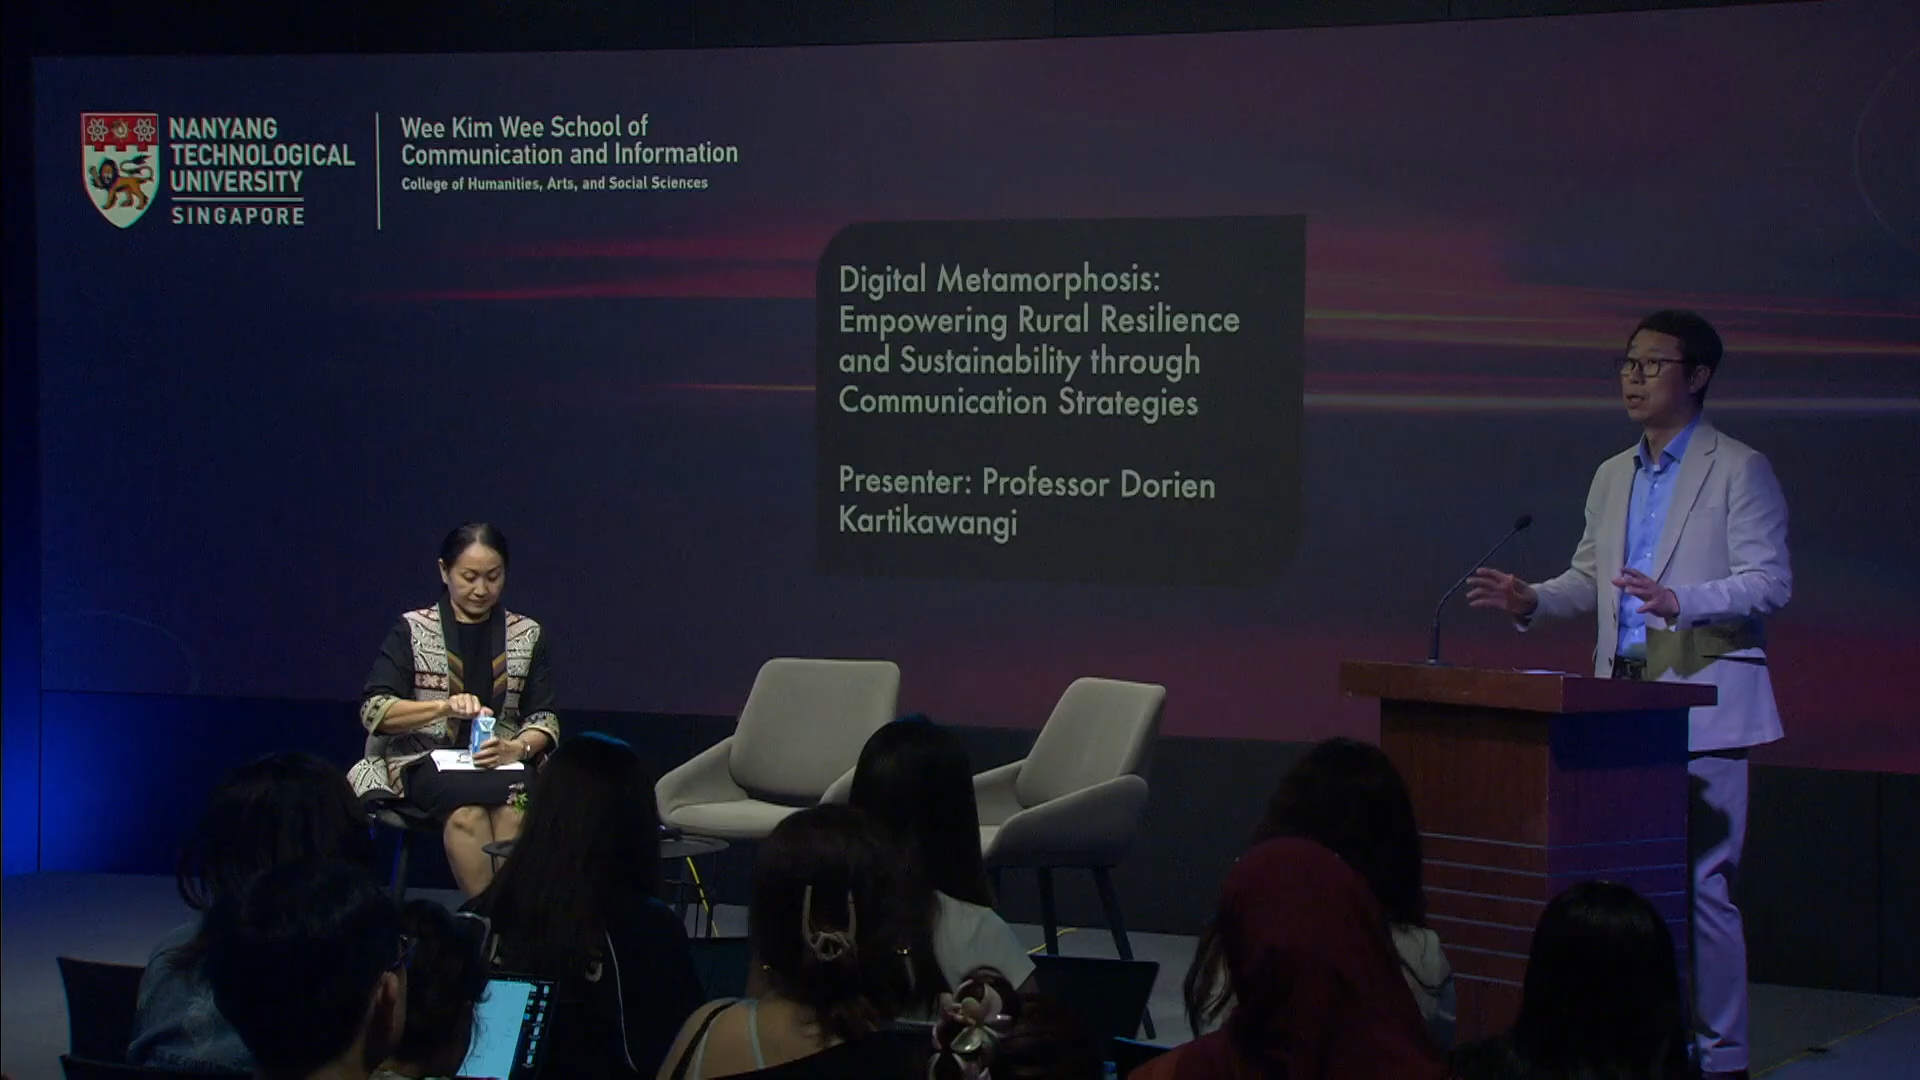 NANYANG
TECHNOLOGICAL
UNIVERSITY
SINGAPORE
Wee Kim Wee School of
Communication and Information
College of Humanities, Arts, and Social Sciences
Digital Metamorphosis:
Empowering Rural Resilience
and Sustainability through
Communication Strategies
Presenter: Professor Dorien
Kartikawangi